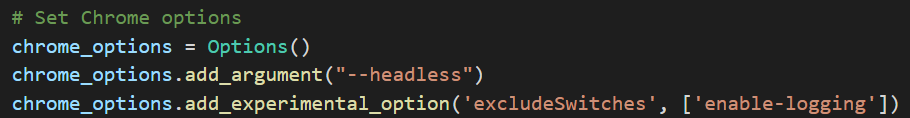 # Set Chrome options
chrome_options = Options()
chrome_options.add_argument("--headless")
chrome_options.add_experimental_option('excludeSwitches', ['enable-logging'])